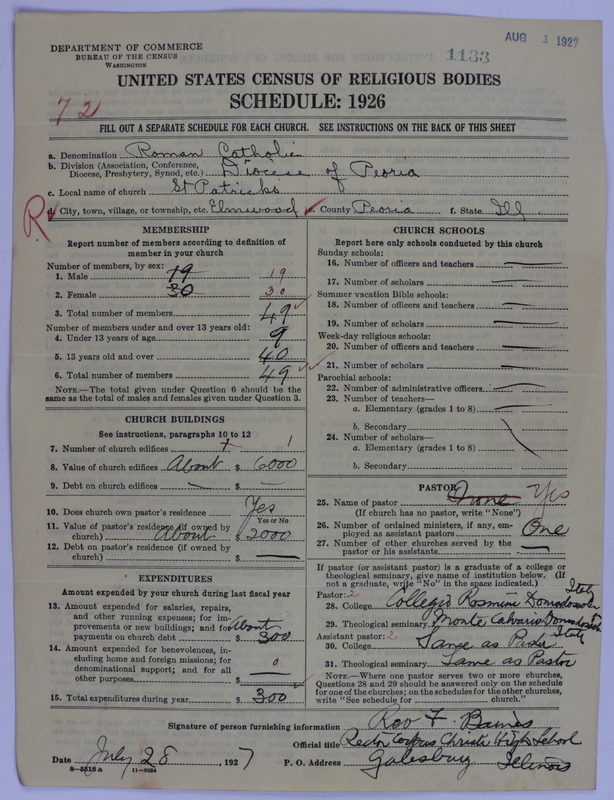 DEPARTMENT OF COMMERCE
BUREAU OF THE CENSUS
WASHINGTON
AUG 1 1927
1133
UNITED STATES CENSUS OF RELIGIOUS BODIES
SCHEDULE: 1926
72
FILL OUT A SEPARATE SCHEDULE FOR EACH CHURCH. SEE INSTRUCTIONS ON THE BACK OF THIS SHEET
a. Denomination Roman Catholic
b. Division (Association, Conference, Diocese, Presbytery, Synod, etc.) Diocese of Peoria
c. Local name of church St Patricks
R
d. City, town, village, or township, etc. Elmwood e. County Peoria f. State Ill
MEMBERSHIP
Report number of members according to definition of
member in your church
Number of members, by sex:
1. Male 19 19
2. Female 30 30
3. Total number of members 49
Number of members under and over 13 years old:
4. Under 13 years of age 9
5. 13 years old and over 40
6. Total number of members 49
NOTE.—The total given under Question 6 should be
same as the total of males and females given under Question 3.
CHURCH BUILDINGS
See instructions, paragraphs 10 to 12
7. Number of church edifices 1
8. Value of church edifices About $ 6000
9. Debt on church edifices — $ —
10. Does church own pastor's residence? Yes
Yes or No
11. Value of pastor's residence (if owned by
church) About $ 2000
12. Debt on pastor's residence (if owned by
church) $ —
EXPENDITURES
Amount expended by your church during last fiscal year
13. Amount expended for salaries, repairs,
and other running expenses; for im-
provements or new buildings; and for
payments on church debt About $ 300
14. Amount expended for benevolences, in-
cluding home and foreign missions; for
denominational support; and for all
other purposes $ 0
15. Total expenditures during year $ 300
CHURCH SCHOOLS
Report here only schools conducted by this church
Sunday schools:
16. Number of officers and teachers —
17. Number of scholars —
Summer vacation Bible schools:
18. Number of officers and teachers —
19. Number of scholars —
Week-day religious schools:
20. Number of officers and teachers —
21. Number of scholars —
Parochial schools:
22. Number of administrative officers —
23. Number of teachers—
a. Elementary (grades 1 to 8) —
b. Secondary
24. Number of scholars—
a. Elementary (grades 1 to 8)
b. Secondary
PASTOR
25. Name of pastor None Yes
(If church has no pastor, write "None")
26. Number of ordained ministers, if any, em-
ployed as assistant pastors One
27. Number of other churches served by the
pastor or his assistants —
If pastor (or assistant pastor) is a graduate of a college or
theological seminary, give name of institution below. (If
not a graduate, write "No" in the space indicated.)
Pastor: 2
28. College Collegio Rosmini Domodossola Italy
29. Theological seminary Monte Calvario Domodossola Italy
Assistant pastor: 2
30. College Same as Pastor
31. Theological seminary Same as Pastor
NOTE.—Where one pastor serves two or more churches,
Questions 28 and 29 should be answered only on the schedule
for one of the churches; on the schedules for the other churches,
write "See schedule for church."
Signature of person furnishing information Rev F. Barnes
Official title Rector Corpus Christi High School
Date July 28, 1927 P. O. Address Galesburg Illinois
8—5518a 11—9054